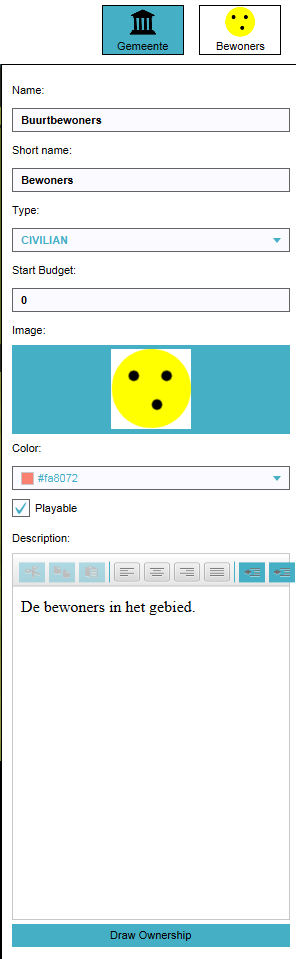 Gemeente
Bewoners
Name:
Buurtbewoners
Short name:
Bewoners
Type:
CIVILIAN
Start Budget:
0
Image:
Color:
#fa8072
Playable
Description:
De bewoners in het gebied.
Draw Ownership